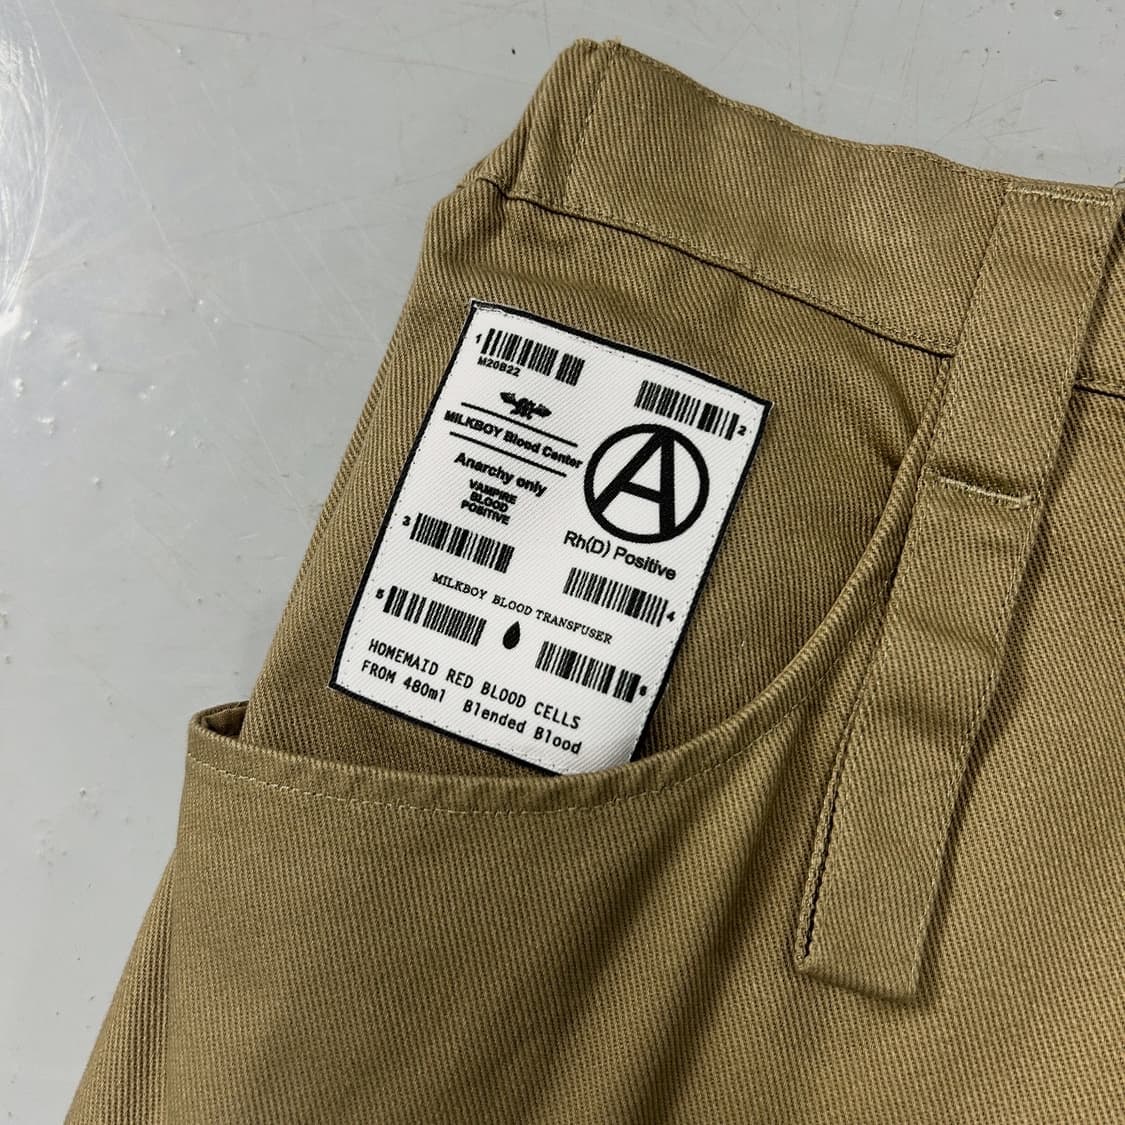 1
M20B22
2
MILKBOY Blood Center
Anarchy only
VAMPIRE
BLOOD
POSITIVE
A
Rh(D) Positive
3
4
MILKBOY BLOOD TRANSFUSER
5
6
HOMEMAID RED BLOOD CELLS
FROM 480ml Blended Blood